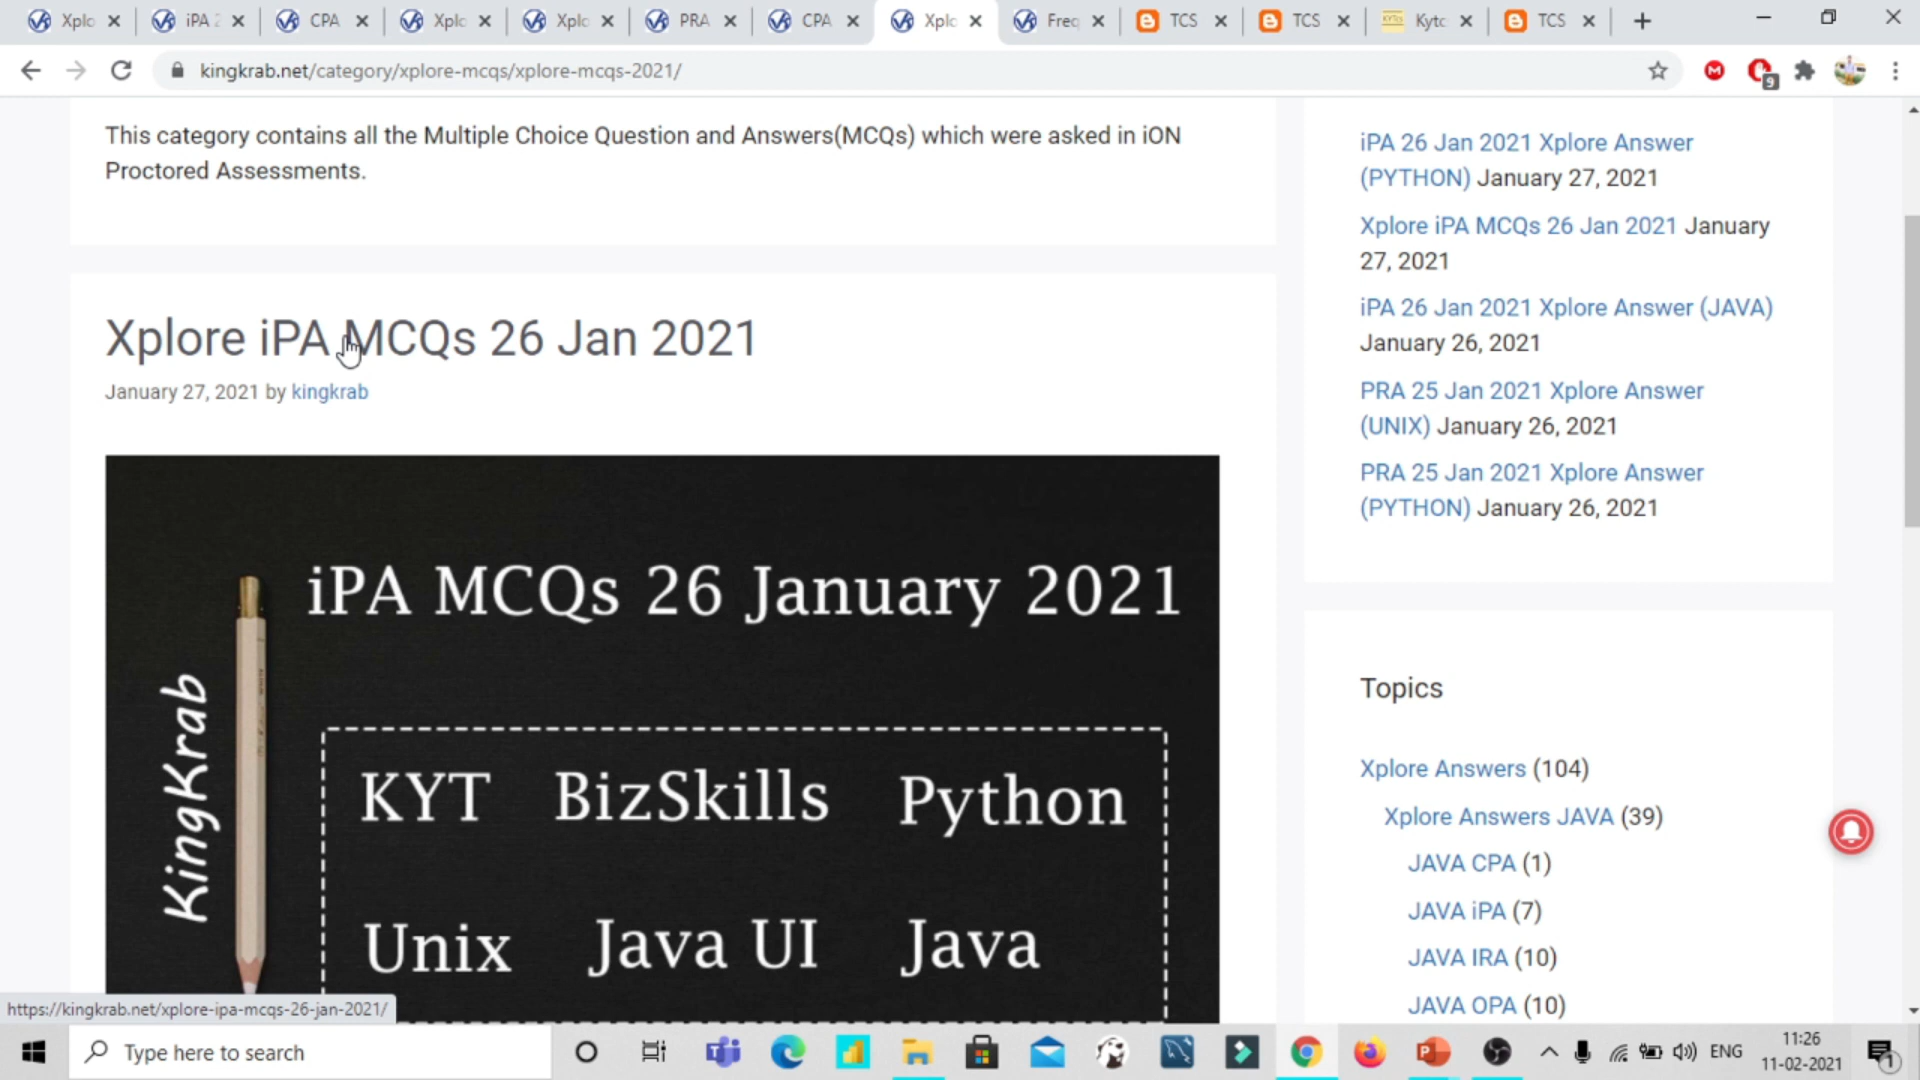 Xplo
iPA 2
CPA
Xplo
Xplo
PRA
CPA
Xplo
Freq
TCS
TCS
Kytc
TCS
kingkrab.net/category/xplore-mcqs/xplore-mcqs-2021/
9
This category contains all the Multiple Choice Question and Answers(MCQs) which were asked in iON
Proctored Assessments.
Xplore iPA MCQs 26 Jan 2021
January 27, 2021 by kingkrab
iPA MCQs 26 January 2021
KingKrab
KYT BizSkills Python
Unix Java UI Java
iPA 26 Jan 2021 Xplore Answer
(PYTHON) January 27, 2021
Xplore iPA MCQs 26 Jan 2021 January
27, 2021
iPA 26 Jan 2021 Xplore Answer (JAVA)
January 26, 2021
PRA 25 Jan 2021 Xplore Answer
(UNIX) January 26, 2021
PRA 25 Jan 2021 Xplore Answer
(PYTHON) January 26, 2021
Topics
Xplore Answers (104)
Xplore Answers JAVA (39)
JAVA CPA (1)
JAVA iPA (7)
JAVA IRA (10)
JAVA OPA (10)
https://kingkrab.net/xplore-ipa-mcqs-26-jan-2021/
Type here to search
ENG
11:26
11-02-2021
1